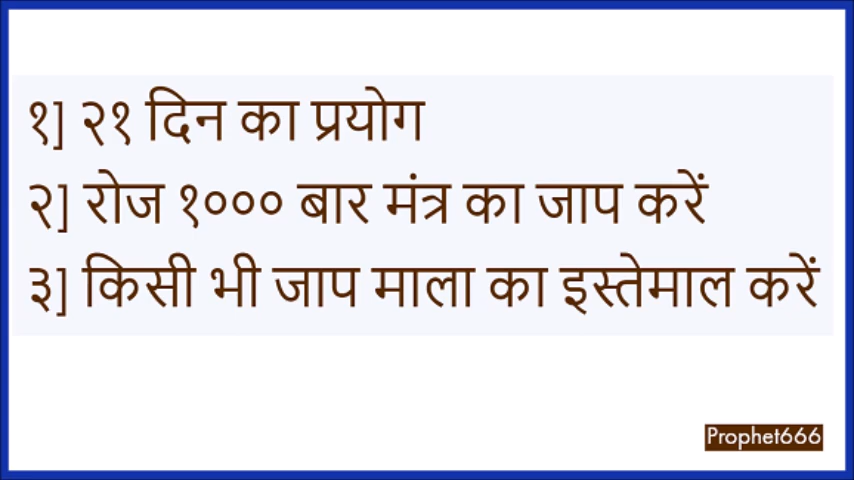 १] २१ दिन का प्रयोग
२] रोज १००० बार मंत्र का जाप करें
३] किसी भी जाप माला का इस्तेमाल करें
Prophet666